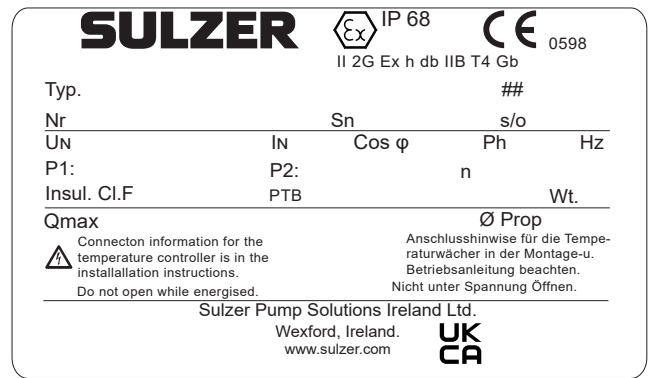 SULZER Ex IP 68 CE 0598
II 2G Ex h db IIB T4 Gb
Typ. ##
Nr Sn s/o
UN IN Cos φ Ph Hz
P1: P2: n
Insul. Cl.F PTB Wt.
Qmax Ø Prop
Connecton information for the
temperature controller is in the
installallation instructions.
Do not open while energised.
Anschlusshinweise für die Tempe-
raturwächer in der Montage-u.
Betriebsanleitung beachten.
Nicht unter Spannung Öffnen.
Sulzer Pump Solutions Ireland Ltd.
Wexford, Ireland.
www.sulzer.com
UK
CA